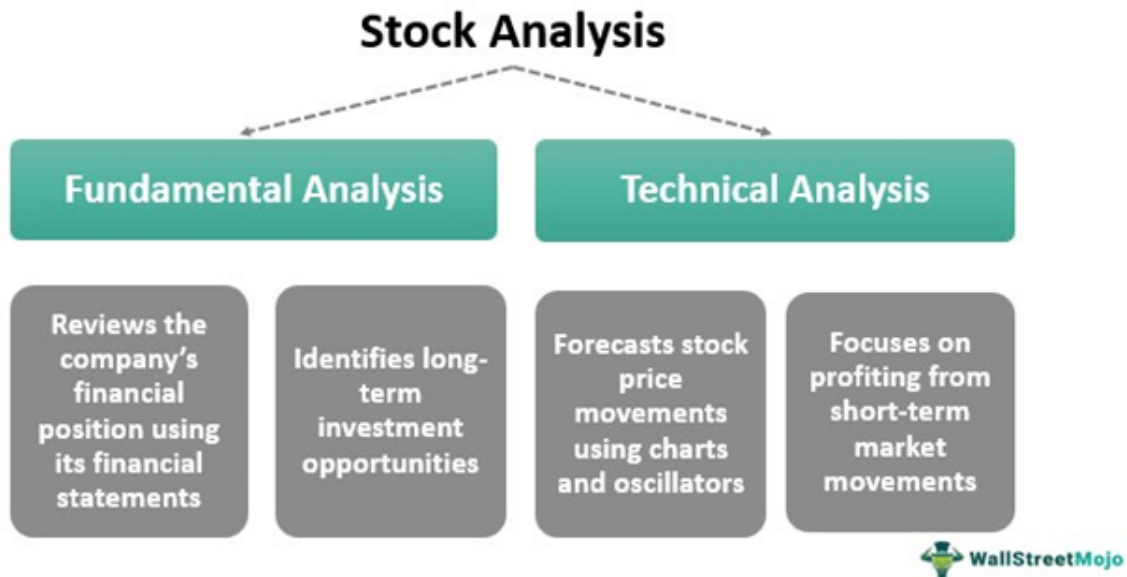 Stock Analysis
Fundamental Analysis
Technical Analysis
Reviews the
company's
financial
position using
its financial
statements
Identifies long-
term
investment
opportunities
Forecasts stock
price
movements
using charts
and oscillators
Focuses on
profiting from
short-term
market
movements
WallStreetMojo